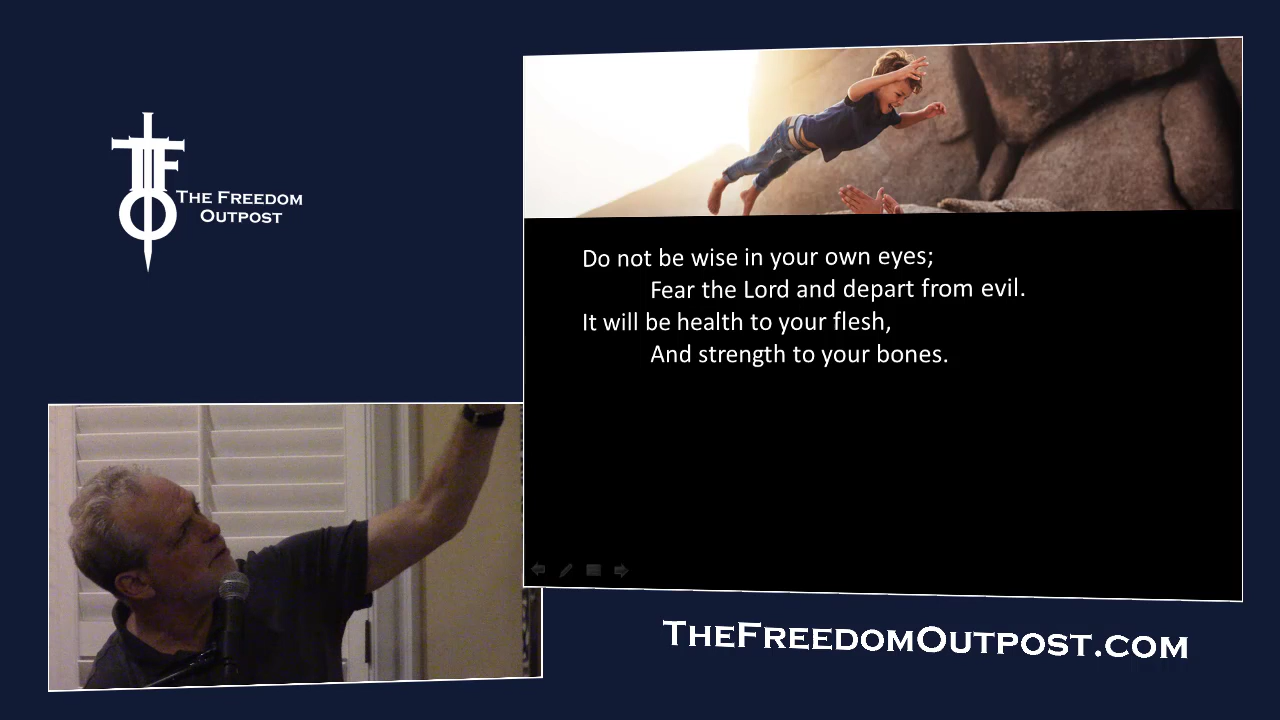 TFO
The Freedom
Outpost
Do not be wise in your own eyes;
Fear the Lord and depart from evil.
It will be health to your flesh,
And strength to your bones.
TheFreedomOutpost.com